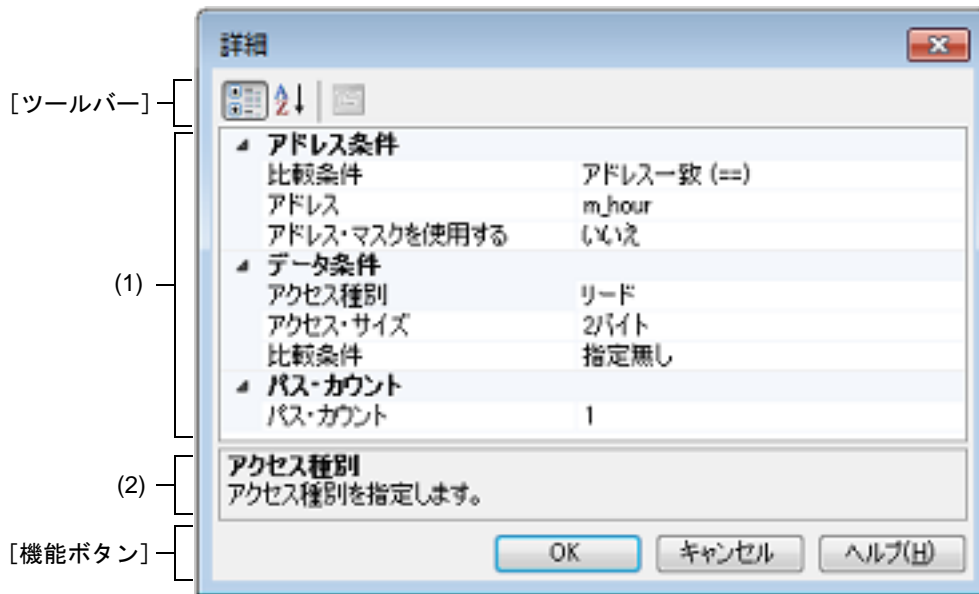 詳細
[ツールバー]
アドレス条件
比較条件 アドレス一致 (==)
アドレス m_hour
アドレス・マスクを使用する いいえ
(1)
データ条件
アクセス種別 リード
アクセス・サイズ 2バイト
比較条件 指定無し
パス・カウント
パス・カウント 1
(2)
アクセス種別
アクセス種別を指定します。
[機能ボタン]
OK キャンセル ヘルプ(H)